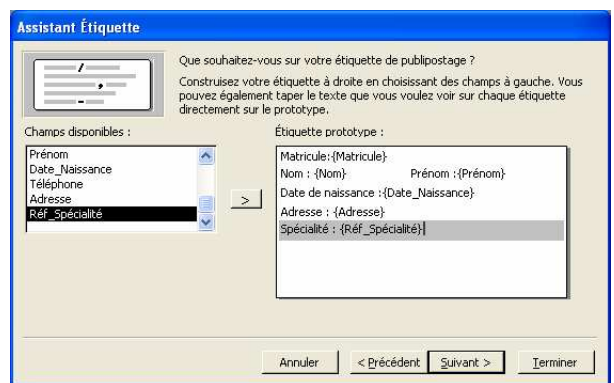 Assistant Étiquette
Que souhaitez-vous sur votre étiquette de publipostage ?
Construisez votre étiquette à droite en choisissant des champs à gauche. Vous
pouvez également taper le texte que vous voulez voir sur chaque étiquette
directement sur le prototype.
Champs disponibles :
Étiquette prototype :
Prénom
Date_Naissance
Téléphone
Adresse
Réf_Spécialité
>
Matricule:{Matricule}
Nom : {Nom} Prénom :{Prénom}
Date de naissance :{Date_Naissance}
Adresse : {Adresse}
Spécialité : {Réf_Spécialité}
Annuler < Précédent Suivant > Terminer